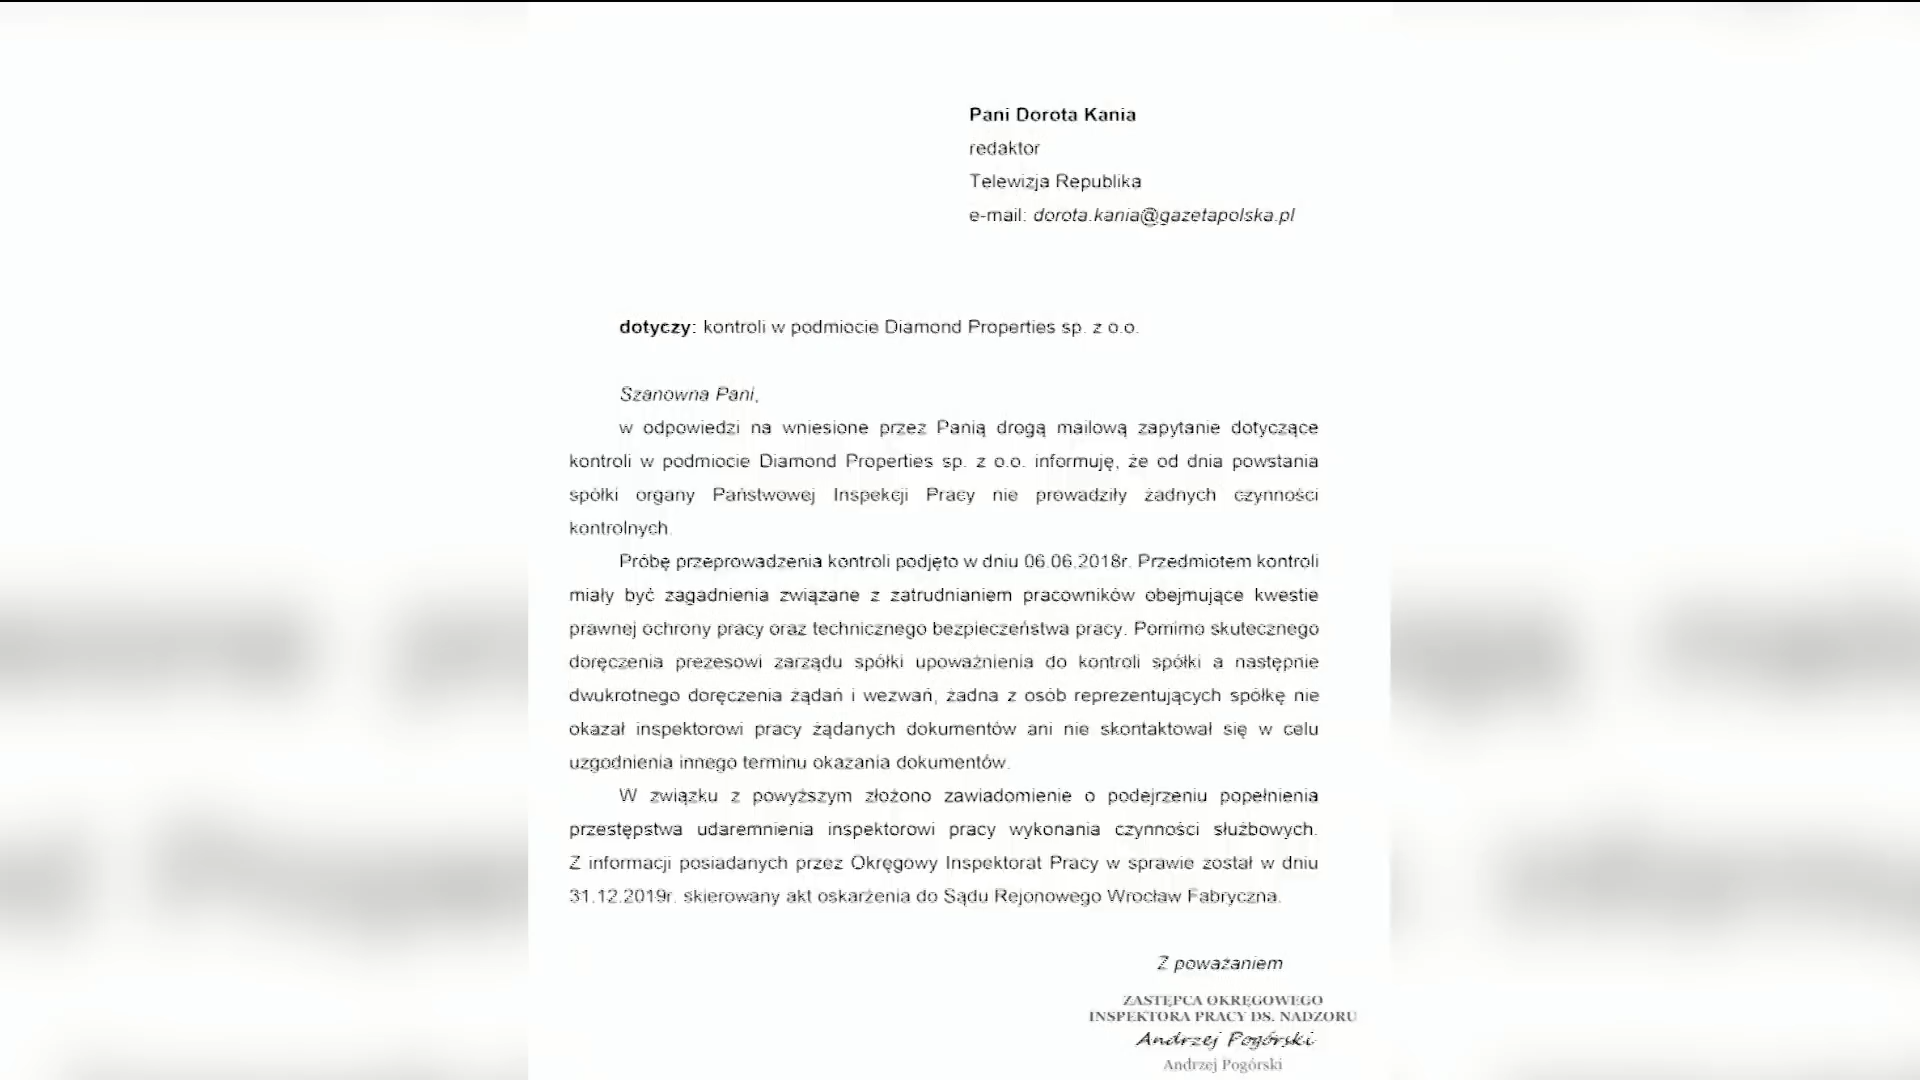 Pani Dorota Kania
redaktor
Telewizja Republika
e-mail: dorota.kania@gazetapolska.pl
dotyczy: kontroli w podmiocie Diamond Properties sp. z o.o.
Szanowna Pani,
w odpowiedzi na wniesione przez Panią drogą mailową zapytanie dotyczące
kontroli w podmiocie Diamond Properties sp. z o.o. informuję, że od dnia powstania
spółki organy Państwowej Inspekcji Pracy nie prowadziły żadnych czynności
kontrolnych.
Próbę przeprowadzenia kontroli podjęto w dniu 06.06.2018r. Przedmiotem kontroli
miały być zagadnienia związane z zatrudnianiem pracowników obejmujące kwestie
prawnej ochrony pracy oraz technicznego bezpieczeństwa pracy. Pomimo skutecznego
doręczenia prezesowi zarządu spółki upoważnienia do kontroli spółki a następnie
dwukrotnego doręczenia żądań i wezwań, żadna z osób reprezentujących spółkę nie
okazał inspektorowi pracy żądanych dokumentów ani nie skontaktował się w celu
uzgodnienia innego terminu okazania dokumentów.
W związku z powyższym złożono zawiadomienie o podejrzeniu popełnienia
przestępstwa udaremnienia inspektorowi pracy wykonania czynności służbowych.
Z informacji posiadanych przez Okręgowy Inspektorat Pracy w sprawie został w dniu
31.12.2019r. skierowany akt oskarżenia do Sądu Rejonowego Wrocław Fabryczna.
Z poważaniem
ZASTĘPCA OKRĘGOWEGO
INSPEKTORA PRACY DS. NADZORU
Andrzej Pogórski
Andrzej Pogórski